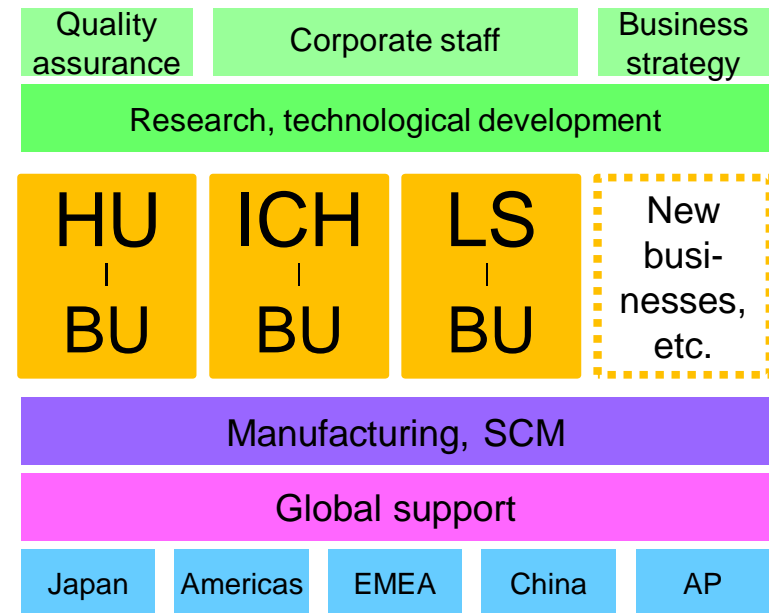 Quality
assurance
Corporate staff
Business
strategy
Research, technological development
HU
|
BU
ICH
|
BU
LS
|
BU
New
busi-
nesses,
etc.
Manufacturing, SCM
Global support
Japan
Americas
EMEA
China
AP